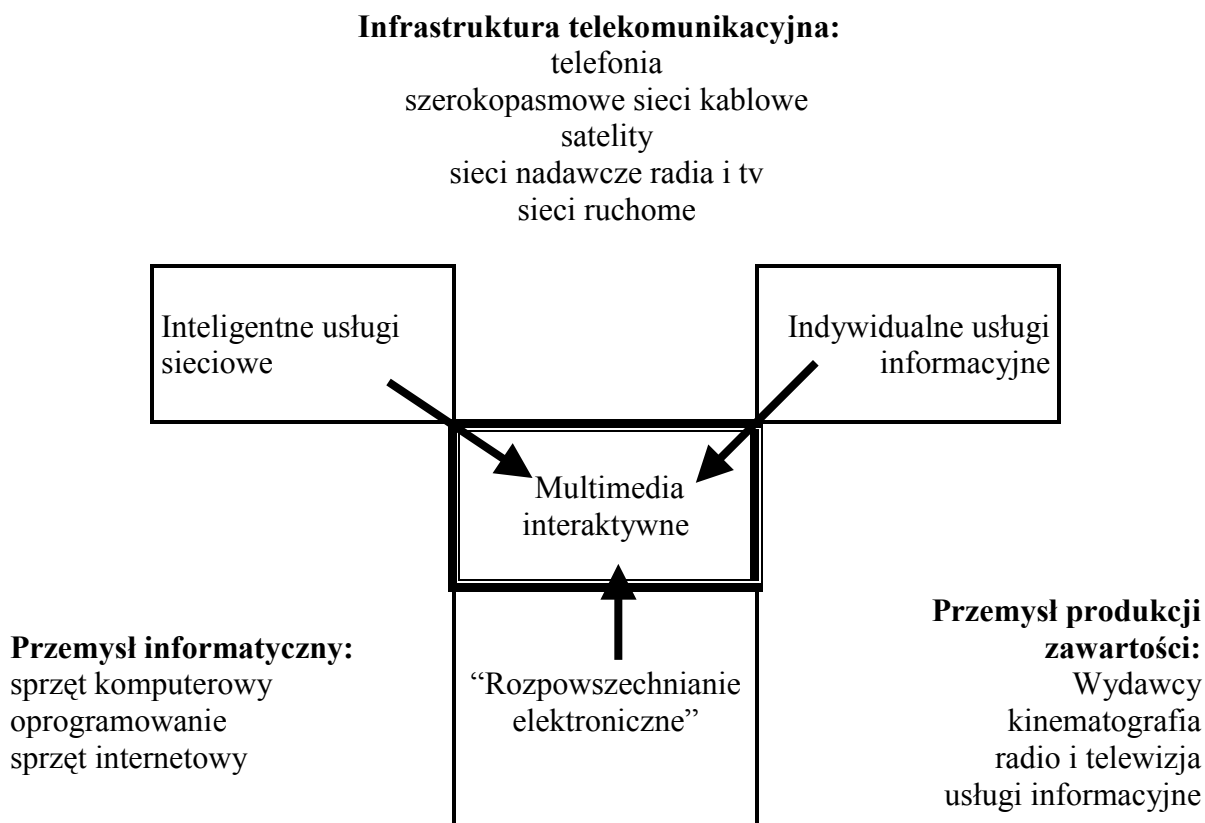 Infrastruktura telekomunikacyjna:
telefonia
szerokopasmowe sieci kablowe
satelity
sieci nadawcze radia i tv
sieci ruchome
Inteligentne usługi
sieciowe
Indywidualne usługi
informacyjne
Multimedia
interaktywne
Przemysł informatyczny:
sprzęt komputerowy
oprogramowanie
sprzęt internetowy
“Rozpowszechnianie
elektroniczne”
Przemysł produkcji
zawartości:
Wydawcy
kinematografia
radio i telewizja
usługi informacyjne